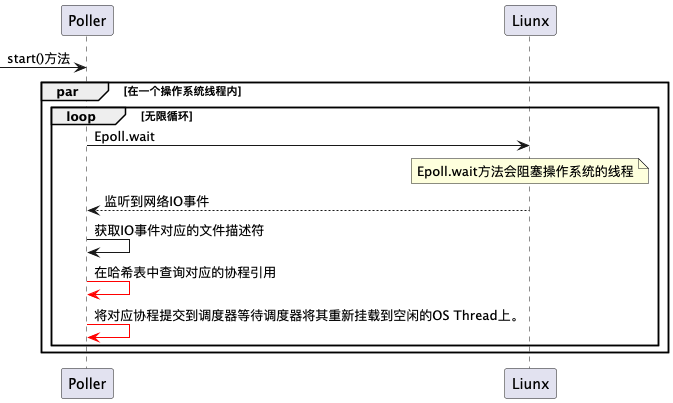 Poller
Liunx
start()方法
par
[在一个操作系统线程内]
loop
[无限循环]
Epoll.wait
Epoll.wait方法会阻塞操作系统的线程
监听到网络IO事件
获取IO事件对应的文件描述符
在哈希表中查询对应的协程引用
将对应协程提交到调度器等待调度器将其重新挂载到空闲的OS Thread上。
Poller
Liunx